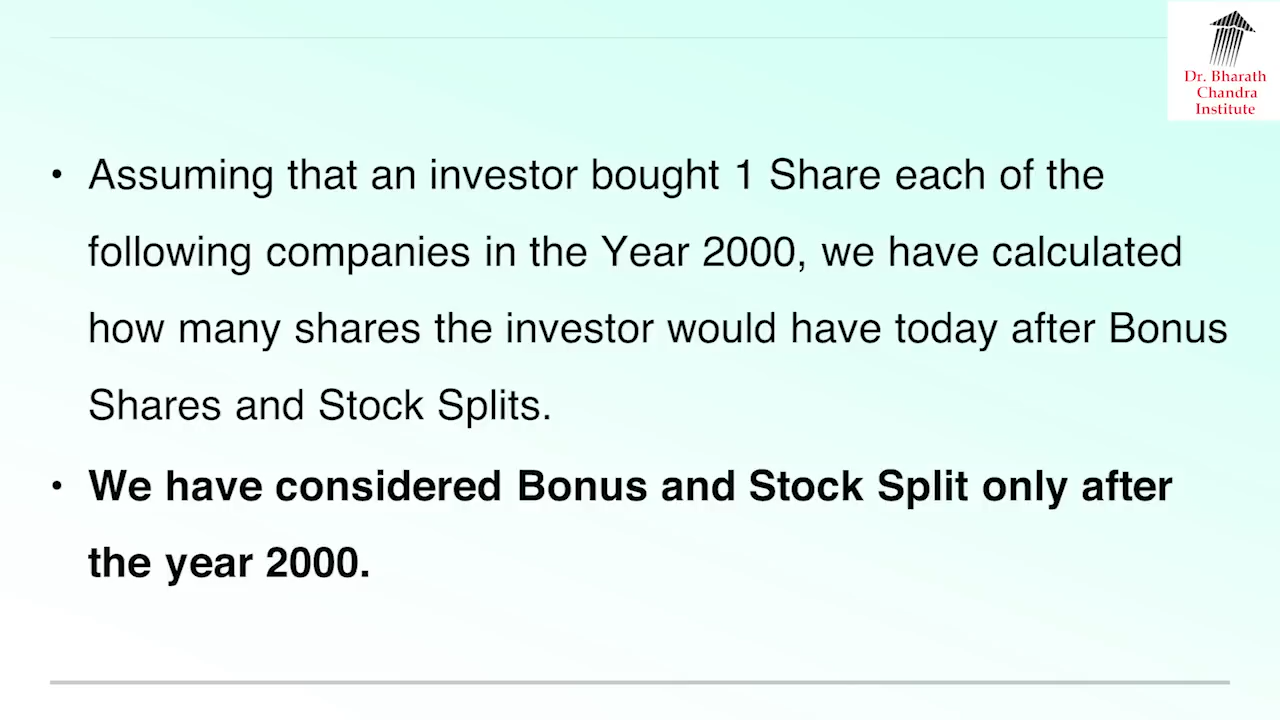 Dr. Bharath
Chandra
Institute
• Assuming that an investor bought 1 Share each of the
following companies in the Year 2000, we have calculated
how many shares the investor would have today after Bonus
Shares and Stock Splits.
• We have considered Bonus and Stock Split only after
the year 2000.